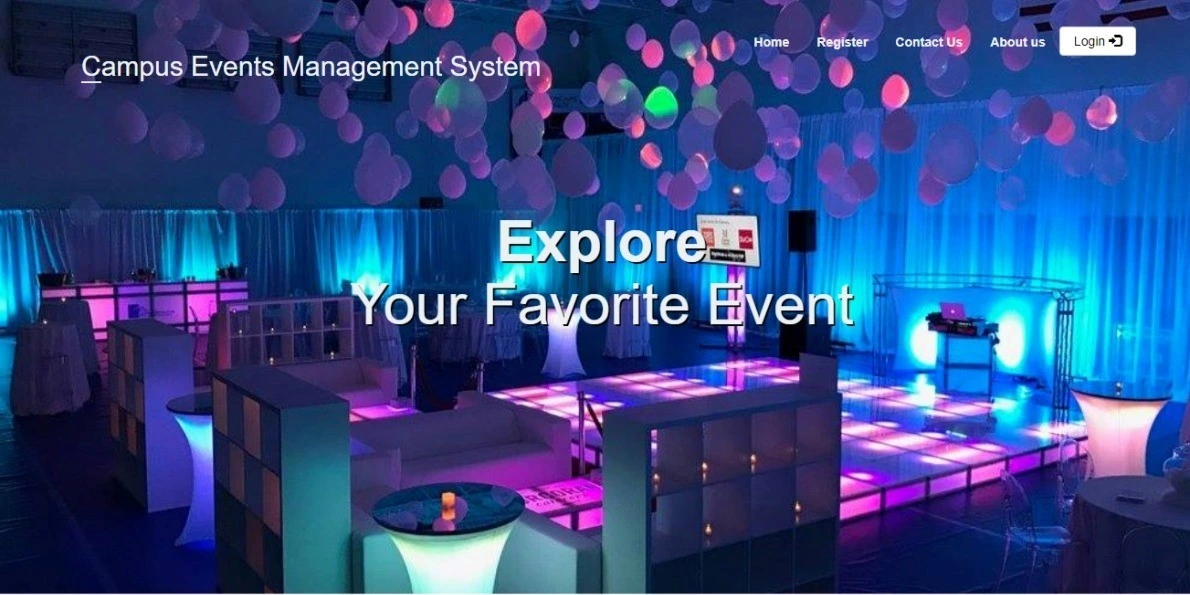 Home Register Contact Us About us Login
Campus Events Management System
Explore
Your Favorite Event